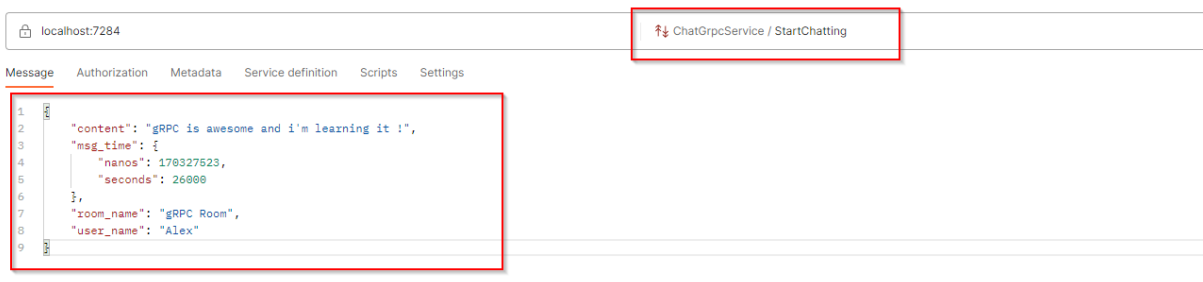 localhost:7284 ChatGrpcService / StartChatting
Message Authorization Metadata Service definition Scripts Settings
1 {
2 "content": "gRPC is awesome and i'm learning it !",
3 "msg_time": {
4 "nanos": 170327523,
5 "seconds": 26000
6 },
7 "room_name": "gRPC Room",
8 "user_name": "Alex"
9 }